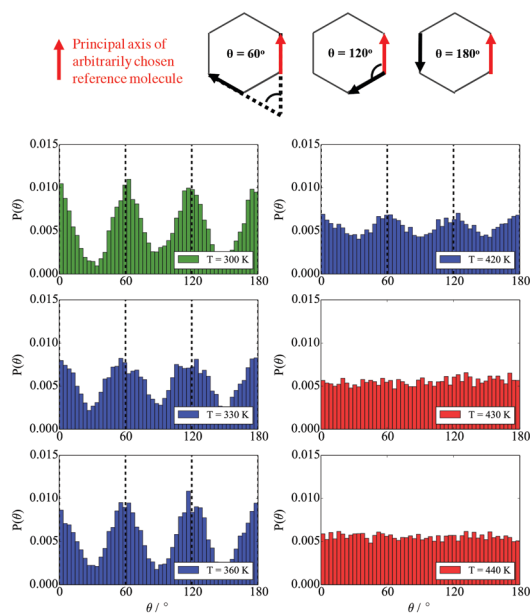 Principal axis of
arbitrarily chosen
reference molecule
θ = 60°
θ = 120°
θ = 180°
0.015
0.010
0.005
0.000
P(θ)
0
60
120
180
T = 300 K
0.015
0.010
0.005
0.000
P(θ)
0
60
120
180
T = 420 K
0.015
0.010
0.005
0.000
P(θ)
0
60
120
180
T = 330 K
0.015
0.010
0.005
0.000
P(θ)
0
60
120
180
T = 430 K
0.015
0.010
0.005
0.000
P(θ)
0
60
120
180
T = 360 K
θ / °
0.015
0.010
0.005
0.000
P(θ)
0
60
120
180
T = 440 K
θ / °